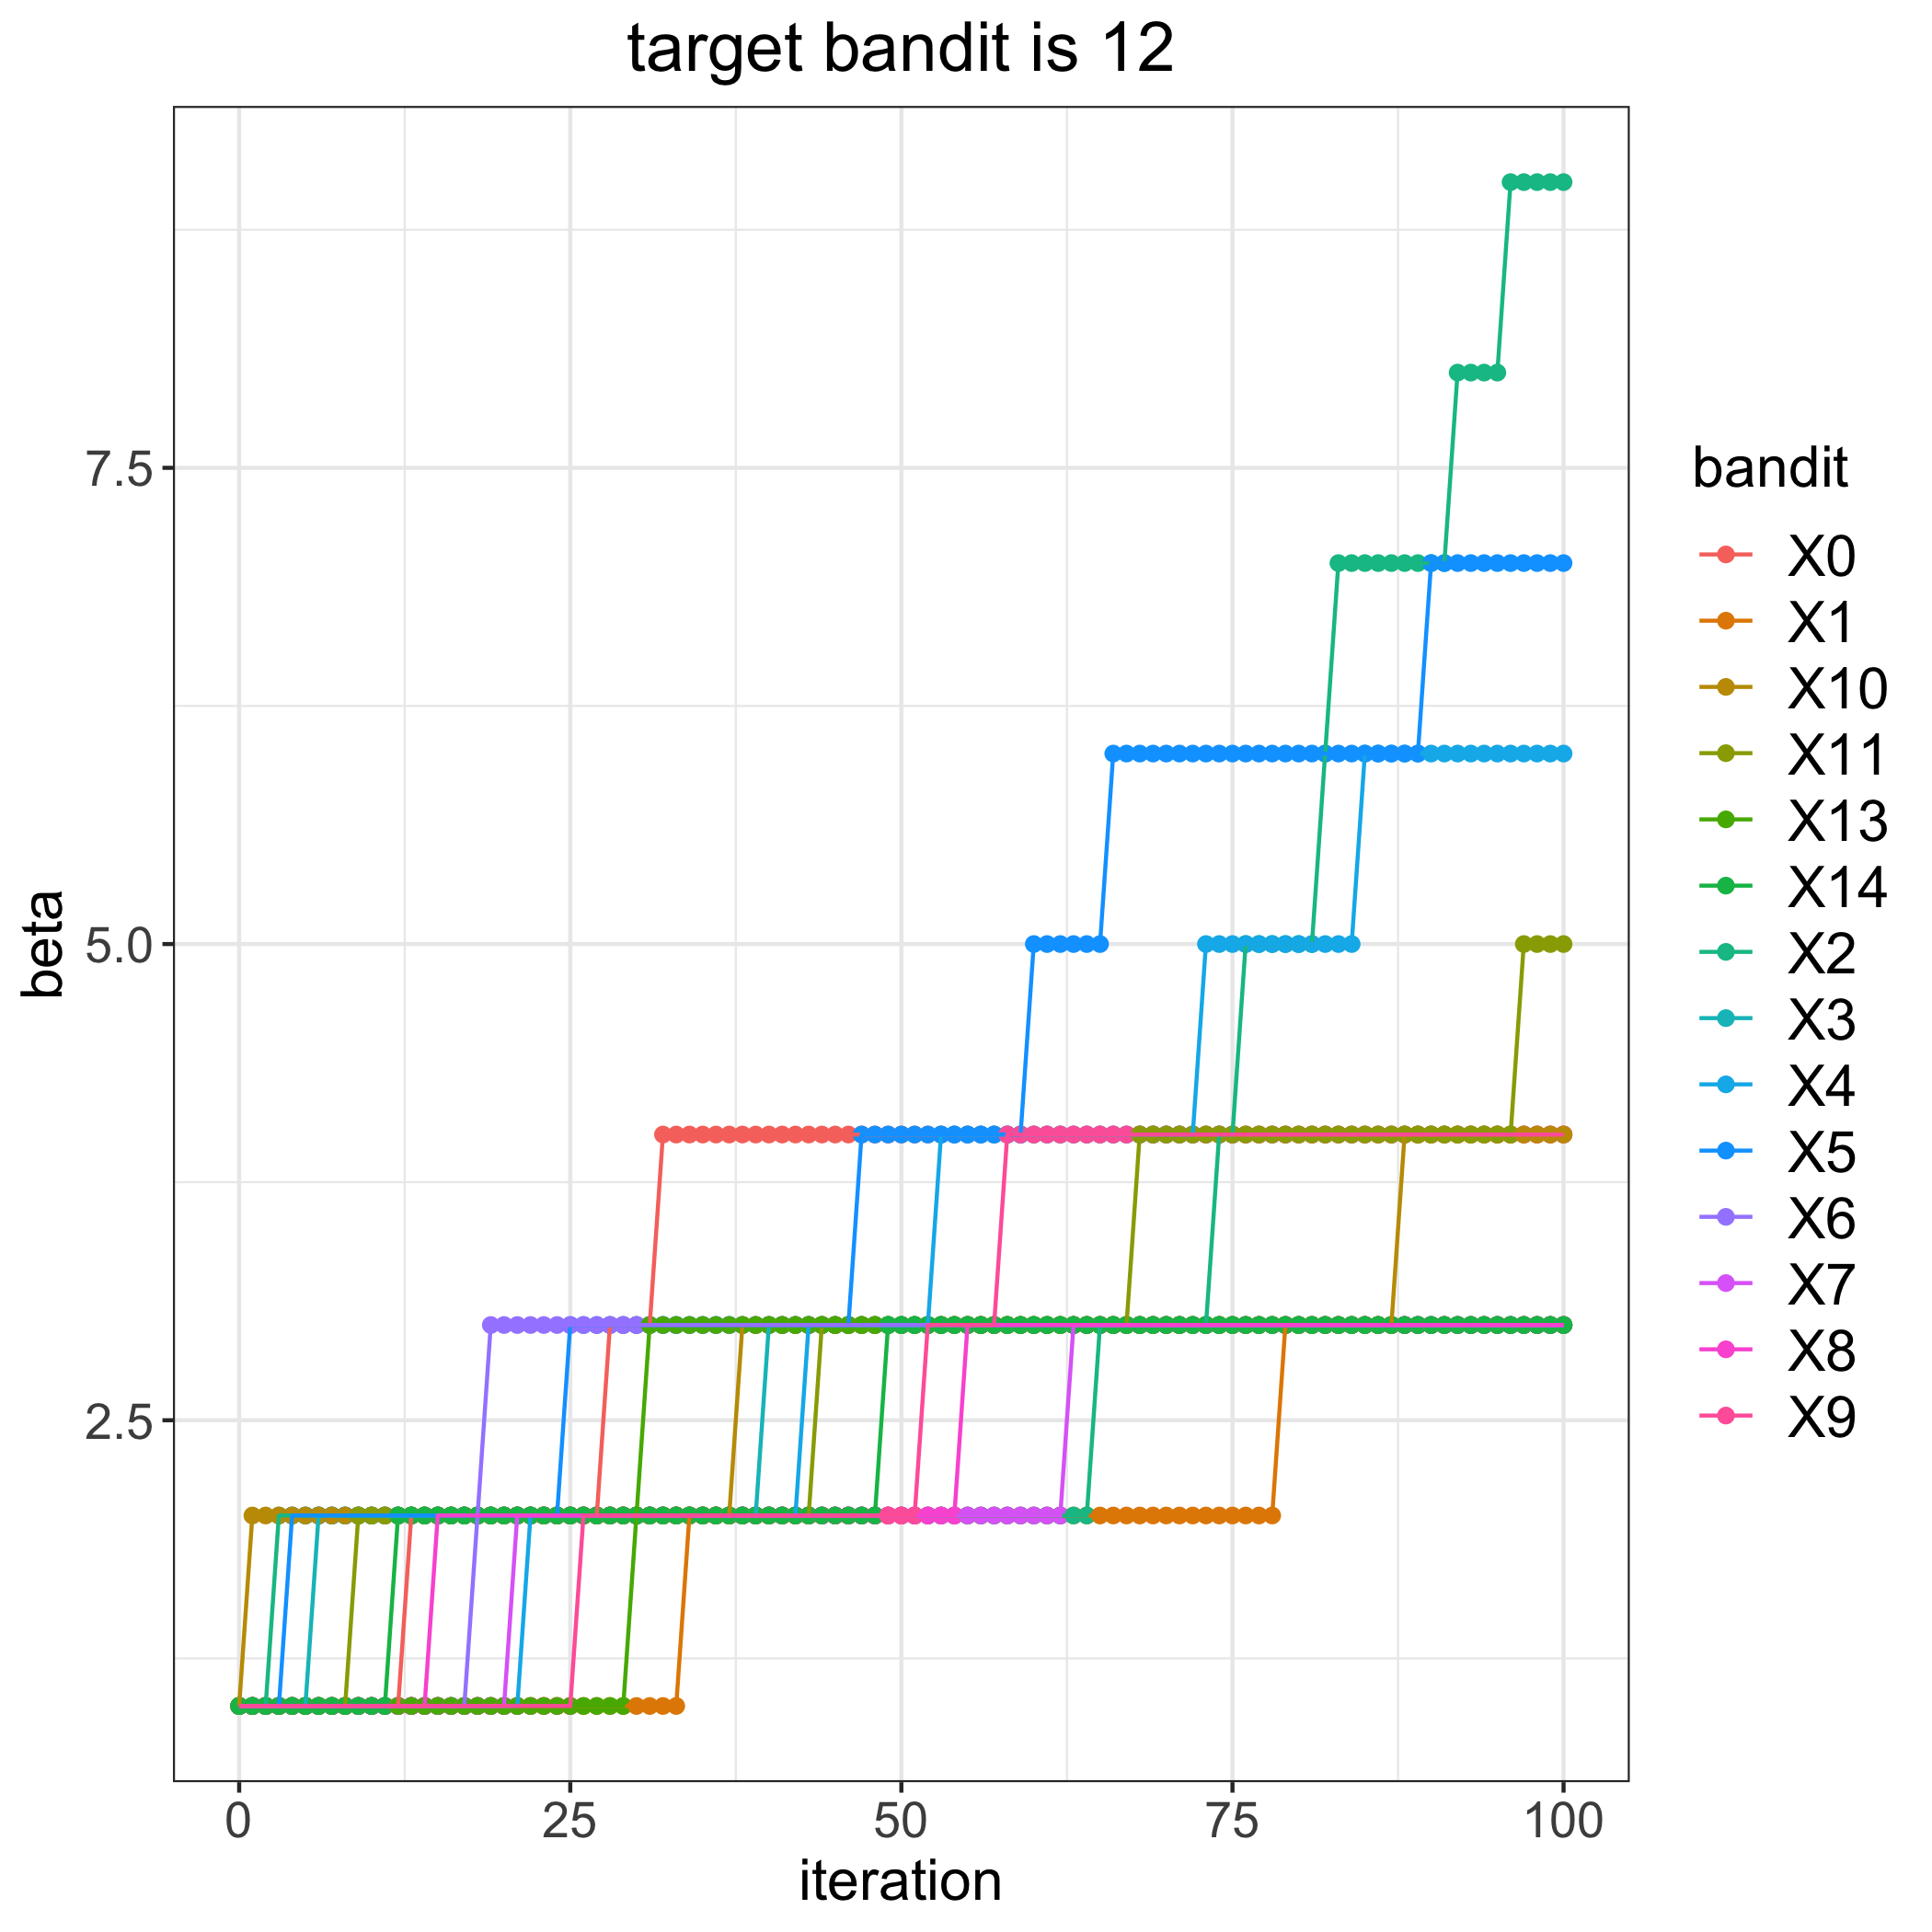 target bandit is 12
beta
7.5
5.0
2.5
0 25 50 75 100
iteration
bandit
X0
X1
X10
X11
X13
X14
X2
X3
X4
X5
X6
X7
X8
X9